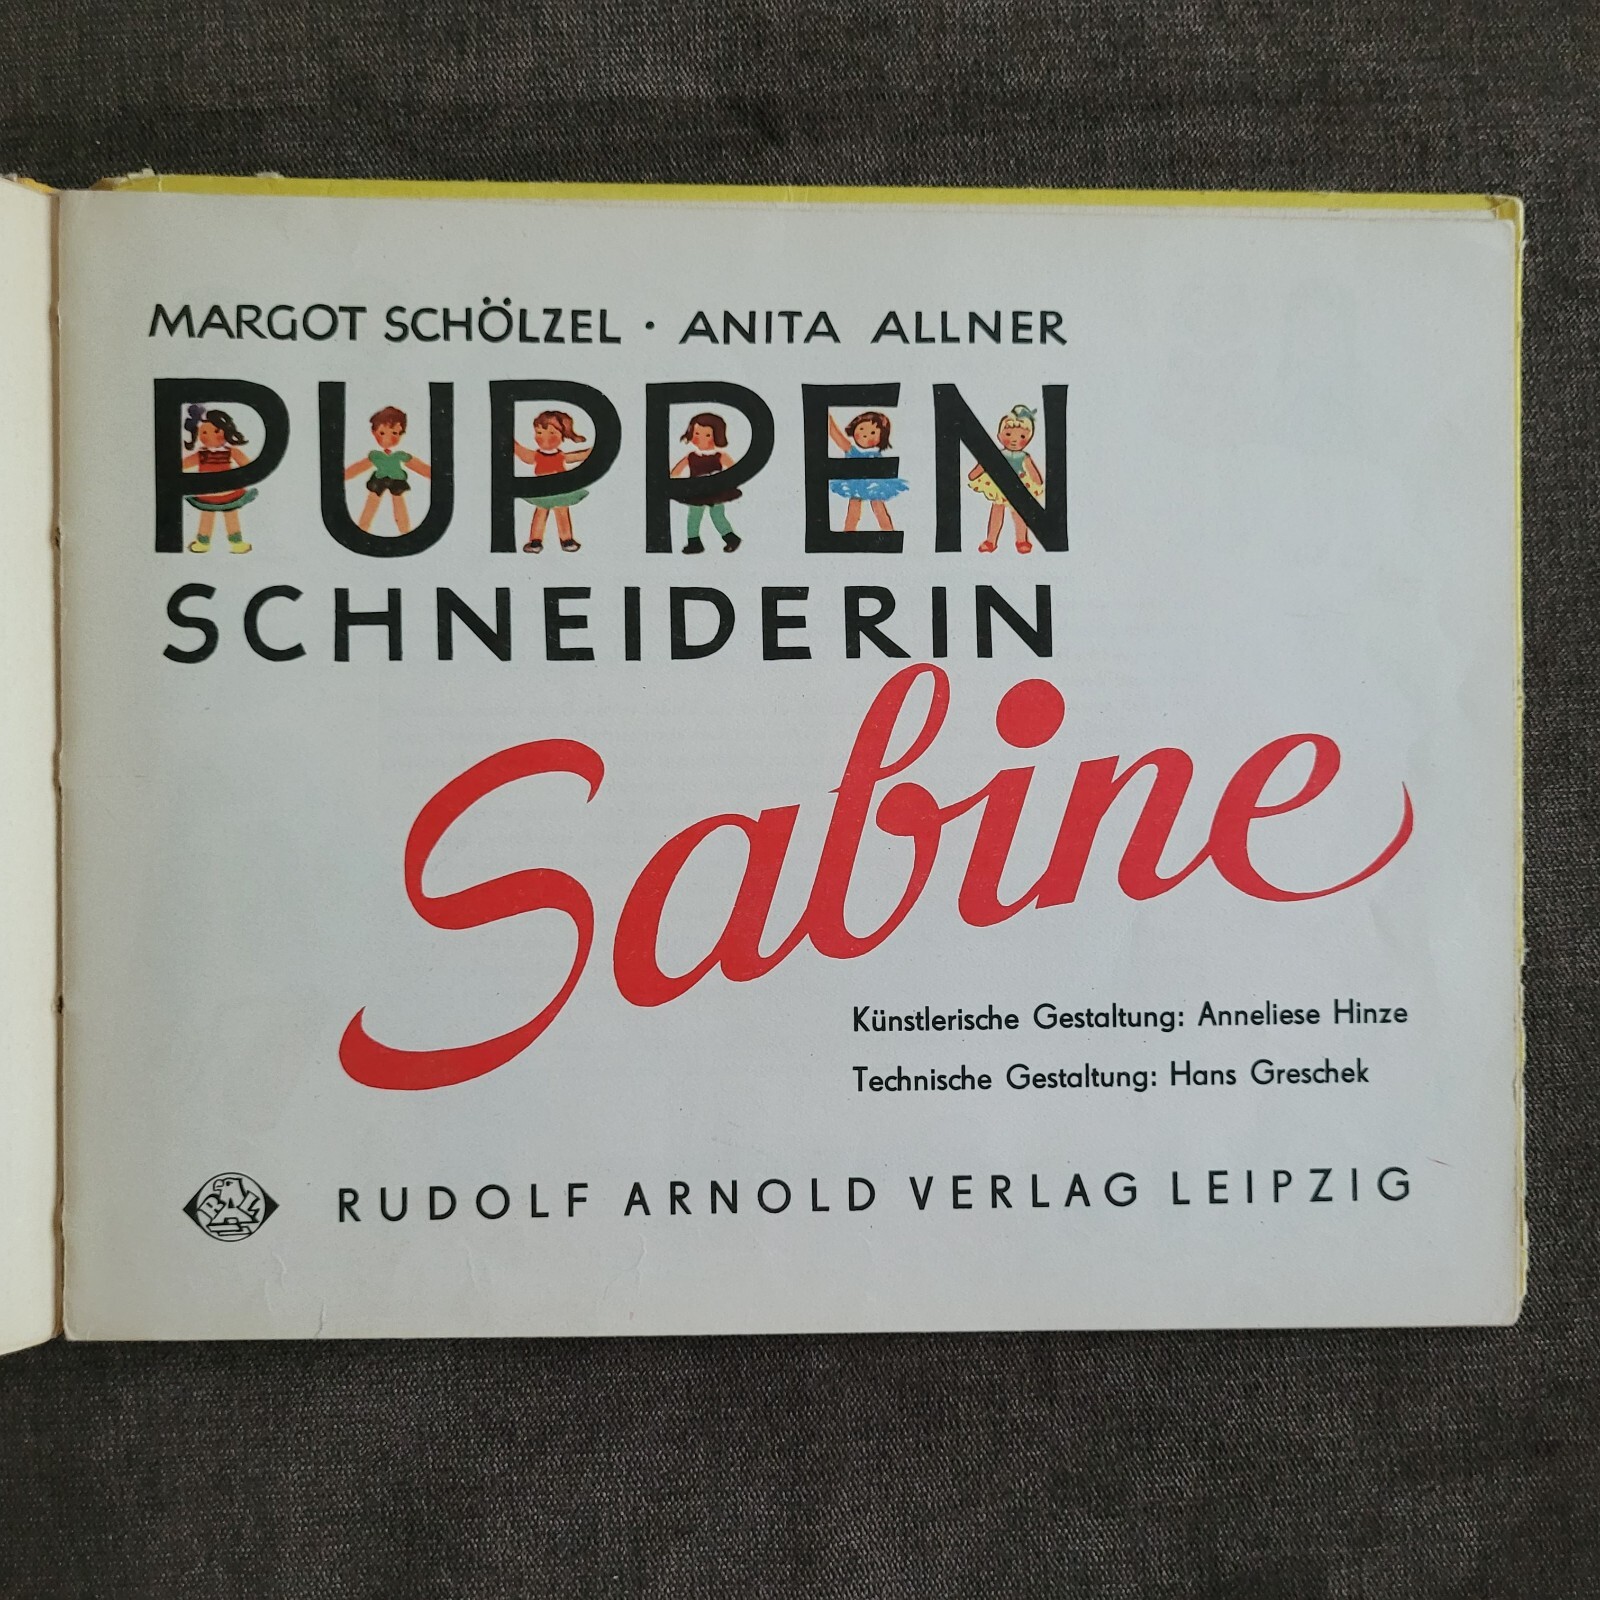 MARGOT SCHÖLZEL · ANITA ALLNER
PUPPEN
SCHNEIDERIN
Sabine
Künstlerische Gestaltung: Anneliese Hinze
Technische Gestaltung: Hans Greschek
RUDOLF ARNOLD VERLAG LEIPZIG